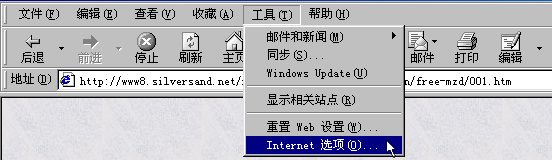 文件(F) 编辑(E) 查看(V) 收藏(A) 工具(T) 帮助(H)
后退 前进 停止 刷新 主页 邮件 打印 编辑
地址(D) http://www8.silversand.net/ n/free-mzd/001.htm
邮件和新闻(M)
同步(S)...
Windows Update(U)
显示相关站点(R)
重置 Web 设置(W)...
Internet 选项(O)...